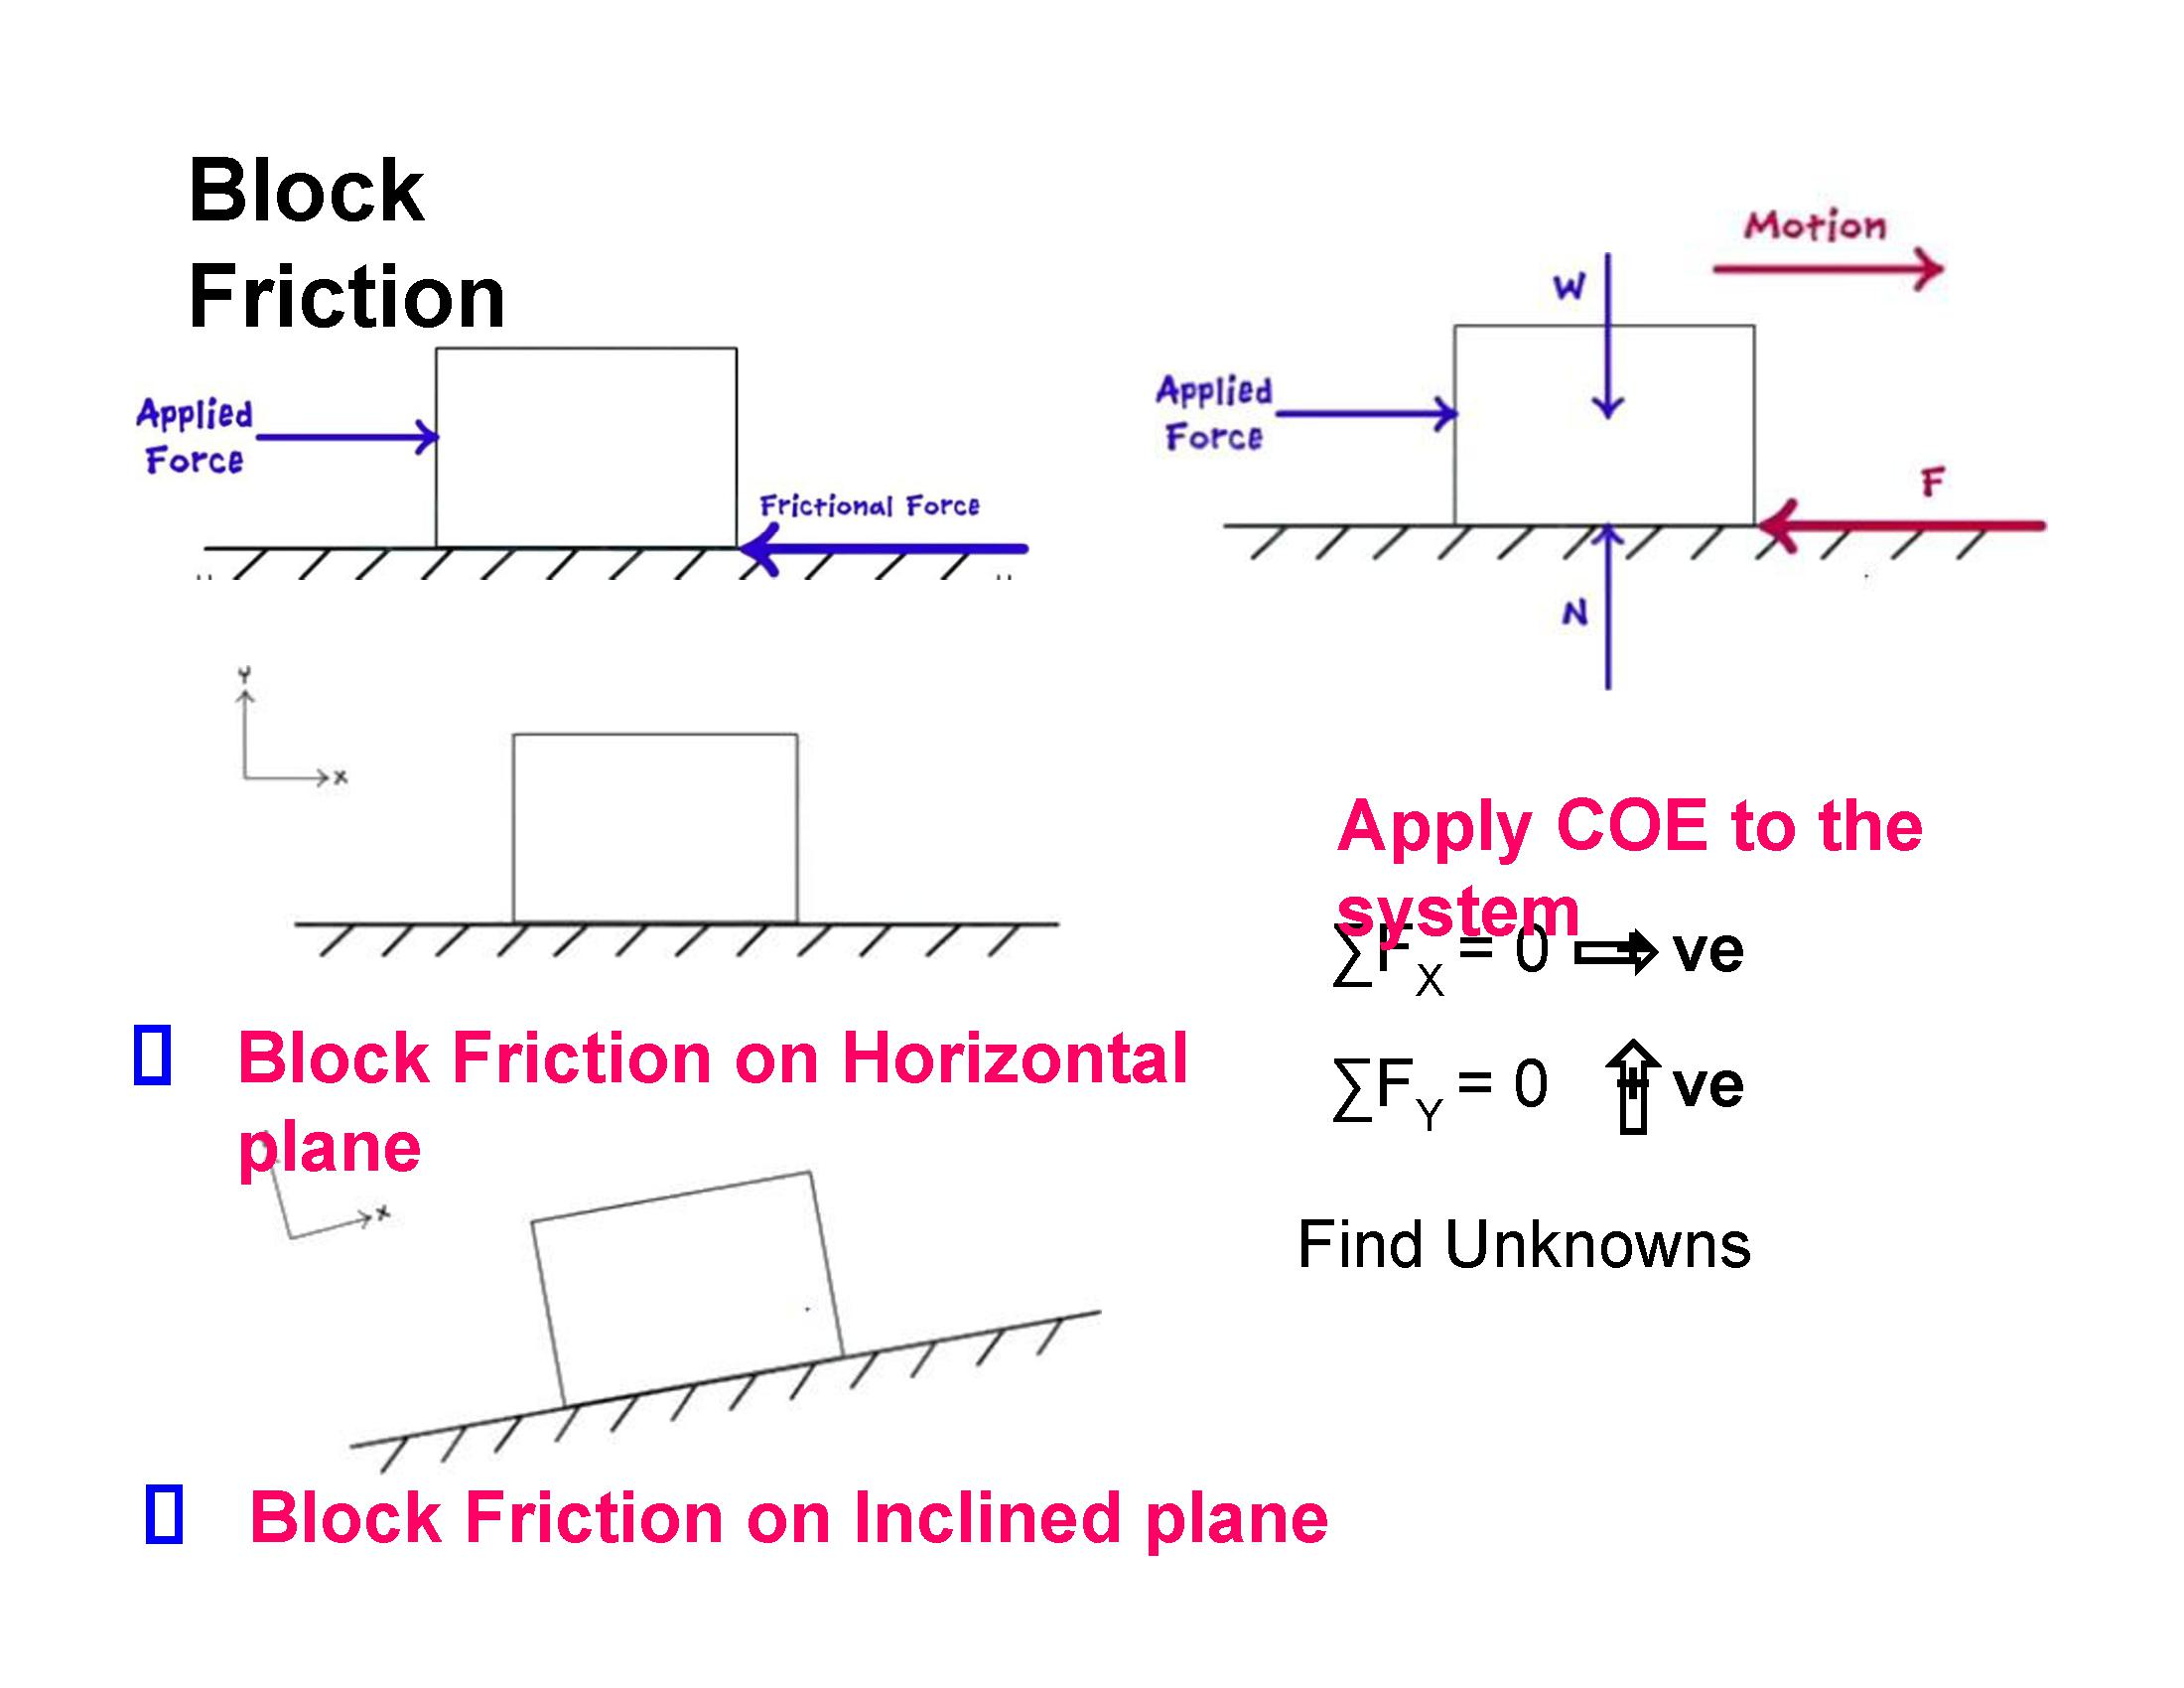 Block
Friction
Applied
Force
Frictional Force
Motion
W
Applied
Force
F
N
Y
X
Apply COE to the
system
∑FX = 0 ve
∑FY = 0 ve
Find Unknowns
Block Friction on Horizontal
plane
X
Block Friction on Inclined plane